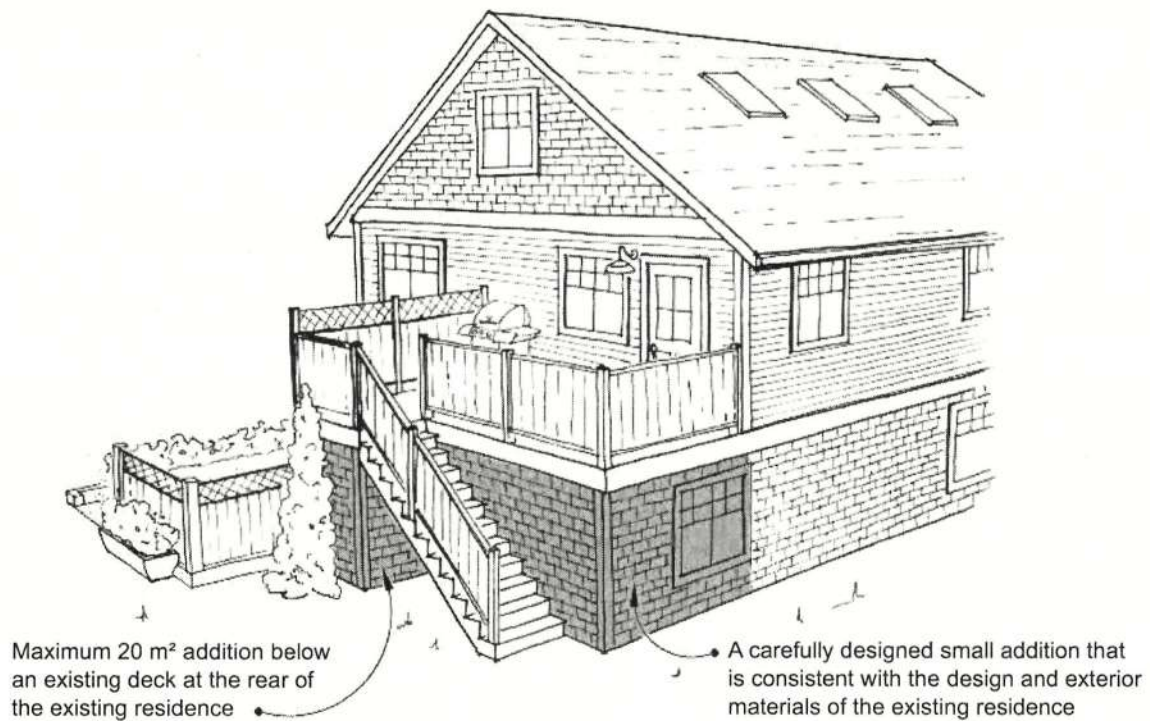 Maximum 20 m² addition below
an existing deck at the rear of
the existing residence
A carefully designed small addition that
is consistent with the design and exterior
materials of the existing residence